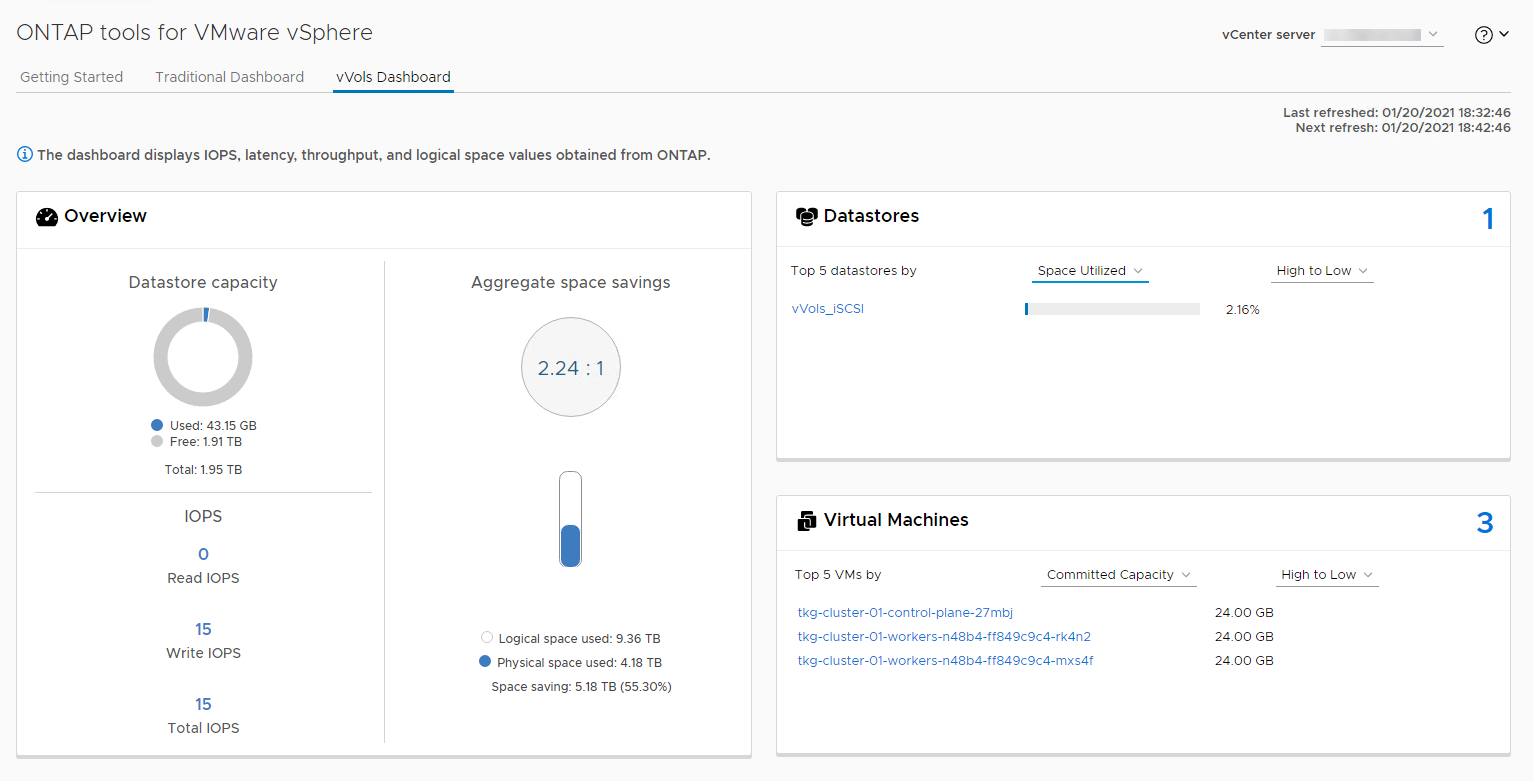 ONTAP tools for VMware vSphere
vCenter server
Getting Started Traditional Dashboard vVols Dashboard
Last refreshed: 01/20/2021 18:32:46
Next refresh: 01/20/2021 18:42:46
The dashboard displays IOPS, latency, throughput, and logical space values obtained from ONTAP.
Overview
Datastore capacity
Used: 43.15 GB
Free: 1.91 TB
Total: 1.95 TB
IOPS
0
Read IOPS
15
Write IOPS
15
Total IOPS
Aggregate space savings
2.24 : 1
Logical space used: 9.36 TB
Physical space used: 4.18 TB
Space saving: 5.18 TB (55.30%)
Datastores 1
Top 5 datastores by Space Utilized High to Low
vVols_iSCSI 2.16%
Virtual Machines 3
Top 5 VMs by Committed Capacity High to Low
tkg-cluster-01-control-plane-27mbj 24.00 GB
tkg-cluster-01-workers-n48b4-ff849c9c4-rk4n2 24.00 GB
tkg-cluster-01-workers-n48b4-ff849c9c4-mxs4f 24.00 GB